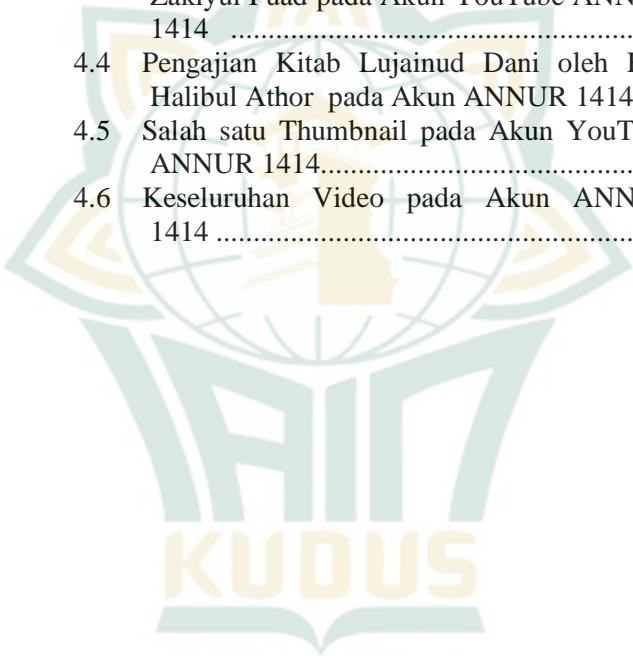 Zakiyul Fuad pada Akun YouTube ANN
1414 ..................................................
4.4 Pengajian Kitab Lujainud Dani oleh
Halibul Athor pada Akun ANNUR 1414
4.5 Salah satu Thumbnail pada Akun YouT
ANNUR 1414..........................................
4.6 Keseluruhan Video pada Akun ANN
1414 ....................................................
IAIN
KUDUS